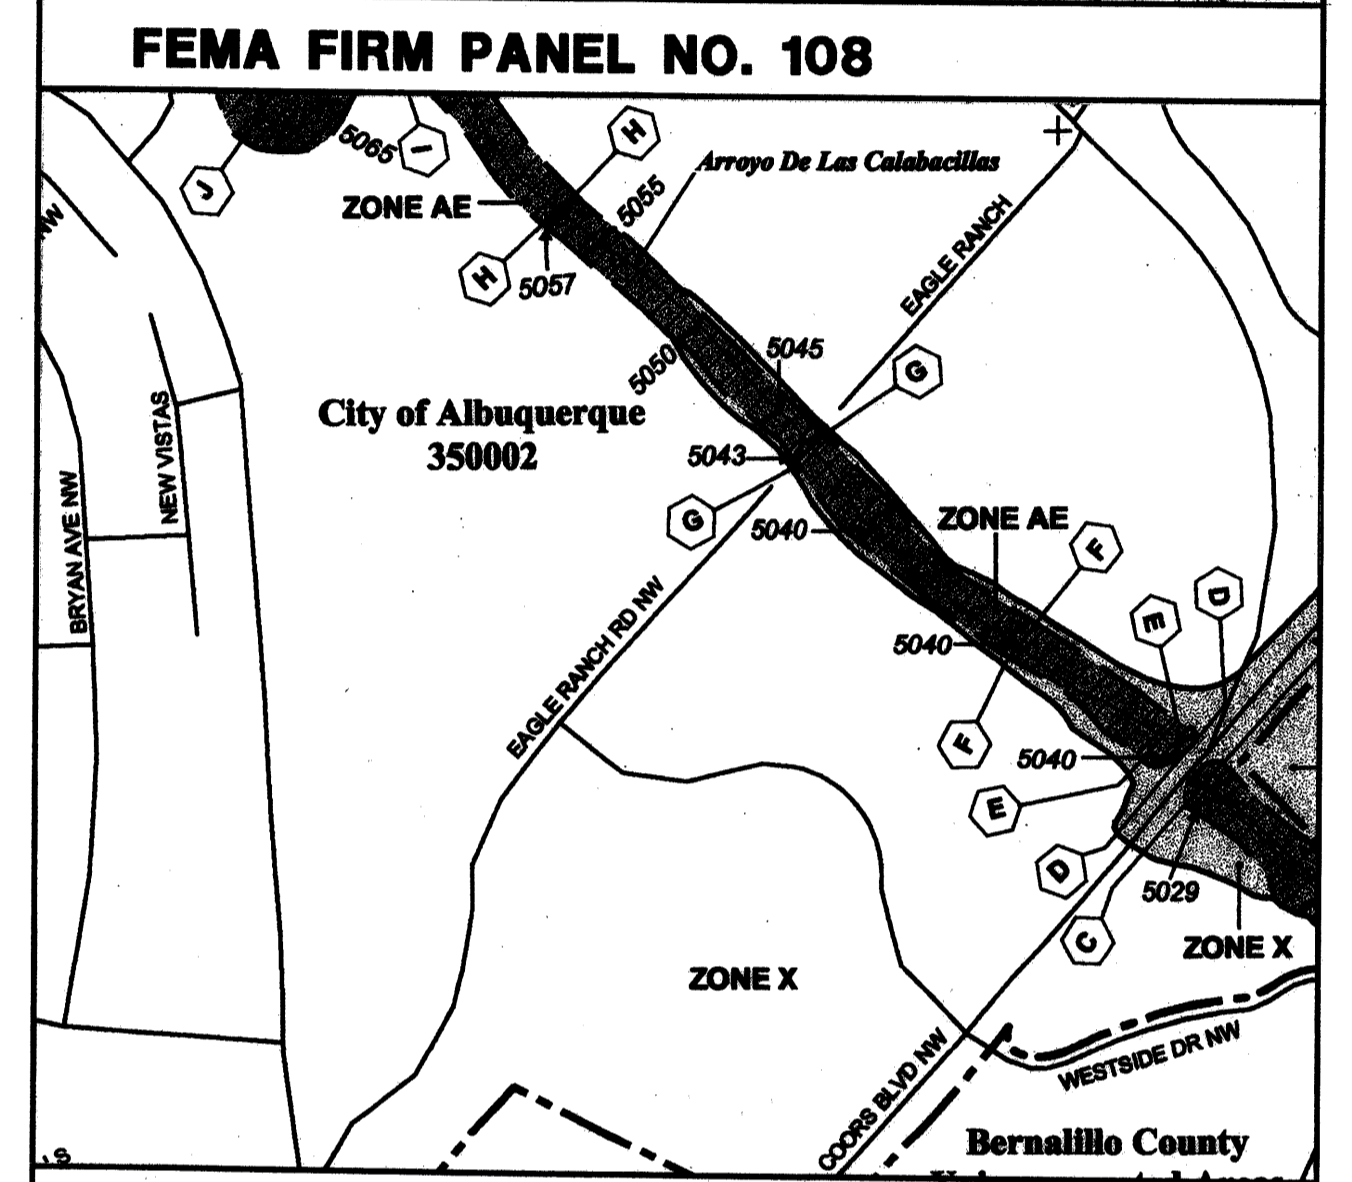 FEMA FIRM PANEL NO. 108
H
5065
I
Arroyo De Las Calabacillas
J
ZONE AE
5055
NW
H
5057
EAGLE RANCH
5045
5050
G
City of Albuquerque
350002
NEW VISTAS
5043
BRYAN AVE NW
G
5040
ZONE AE
F
E
D
EAGLE RANCH RD NW
5040
F
5040
E
D
5029
C
ZONE X
ZONE X
COORS BLVD NW
WESTSIDE DR NW
Bernalillo County
S